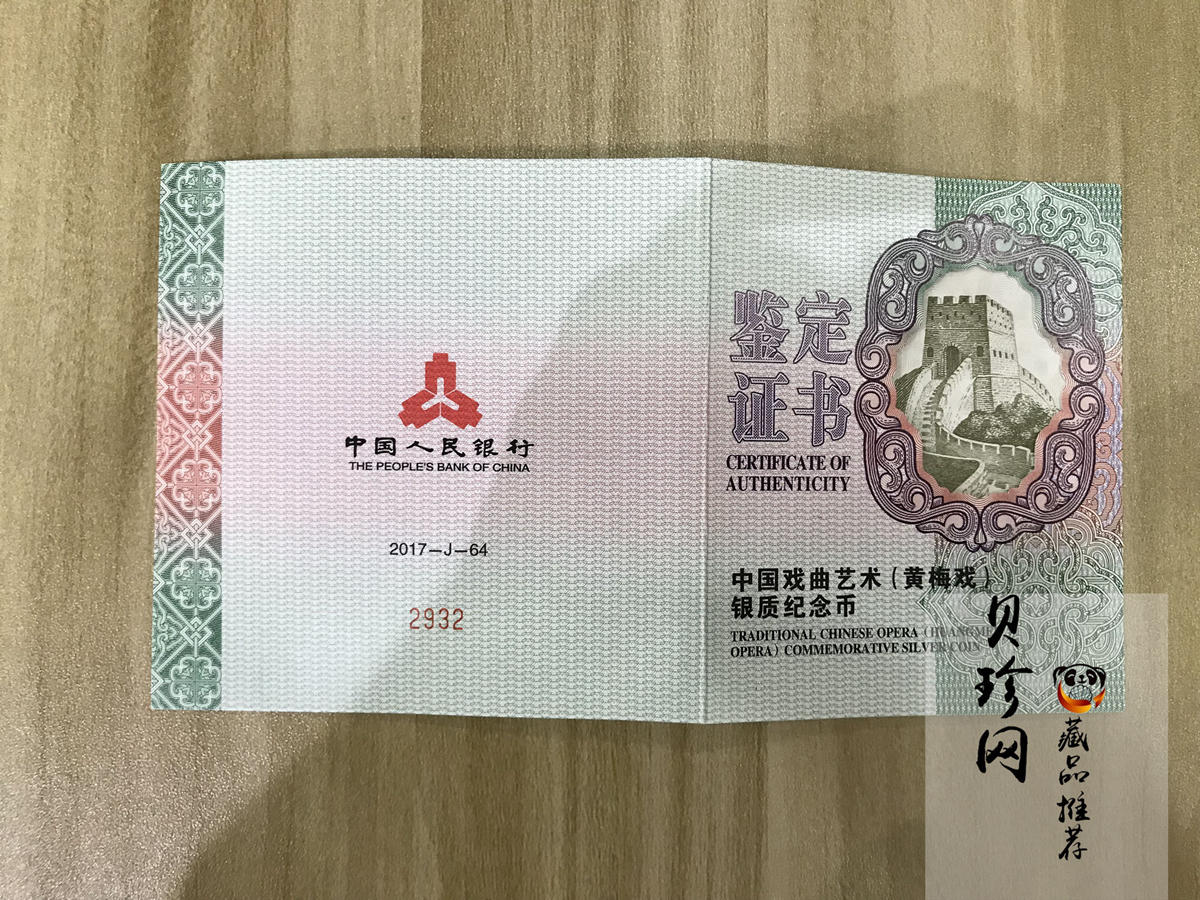 中国人民银行
THE PEOPLE'S BANK OF CHINA
2017—J—64
2932
鉴定
证书
CERTIFICATE OF
AUTHENTICITY
中国戏曲艺术（黄梅戏）
银质纪念币
TRADITIONAL CHINESE OPERA (HUANGMEI
OPERA) COMMEMORATIVE SILVER COIN
贝珍网
藏品推荐